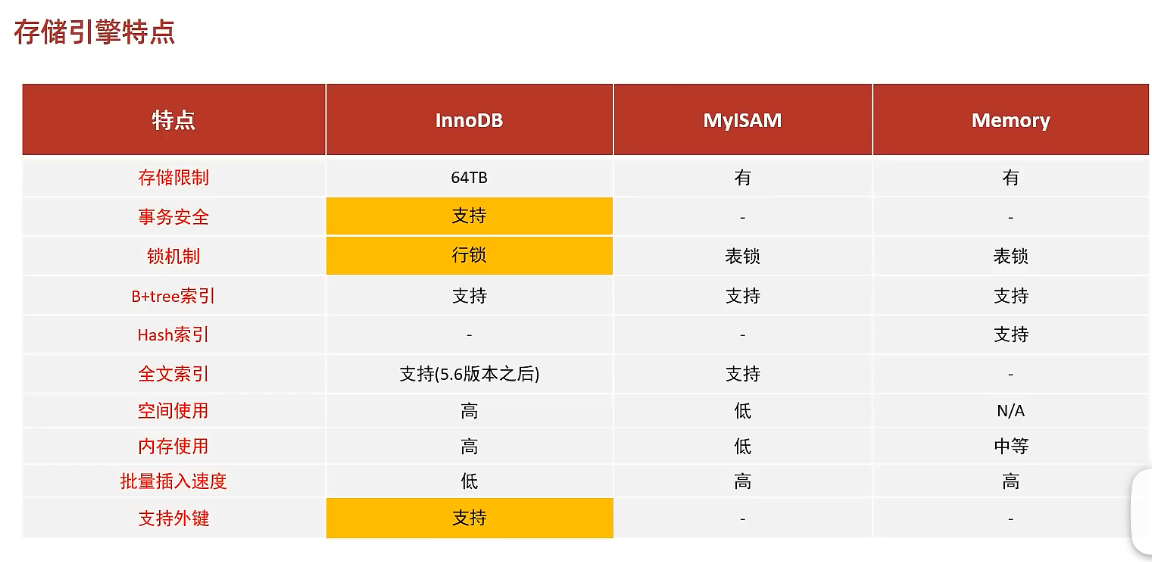 存储引擎特点
特点 InnoDB MyISAM Memory
存储限制 64TB 有 有
事务安全 支持 - -
锁机制 行锁 表锁 表锁
B+tree索引 支持 支持 支持
Hash索引 - - 支持
全文索引 支持(5.6版本之后) 支持 -
空间使用 高 低 N/A
内存使用 高 低 中等
批量插入速度 低 高 高
支持外键 支持 - -